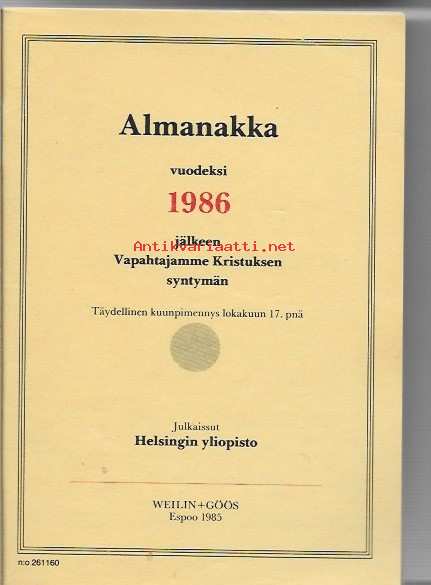 Almanakka
vuodeksi
1986
jälkeen
Antikvariaatti.net
Vapahtajamme Kristuksen
syntymän
Täydellinen kuunpimennys lokakuun 17. pnä
Julkaissut
Helsingin yliopisto
WEILIN+GÖÖS
Espoo 1985
n:o 261160